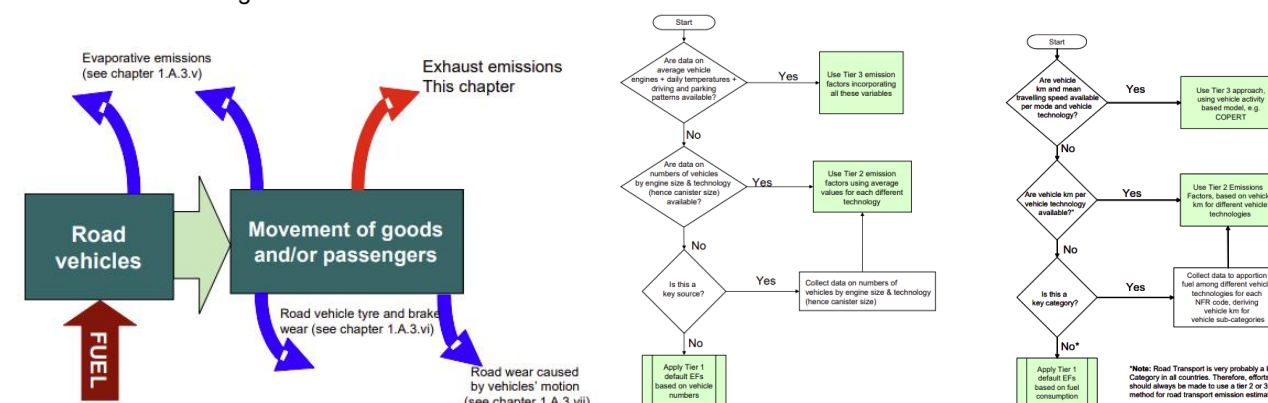 Evaporative emissions
(see chapter 1.A.3.v)
Exhaust emissions
This chapter
Road
vehicles
Movement of goods
and/or passengers
FUEL
Road vehicle tyre and brake
wear (see chapter 1.A.3.vi)
Road wear caused
by vehicles' motion
(see chapter 1.A.3.vii)
Start
Are data on
average vehicle
engines + daily temperatures +
driving and parking
patterns available?
Yes
Use Tier 3 emission
factors incorporating
all these variables
No
Are data on
numbers of vehicles
by engine size & technology
(hence canister size)
available?
Yes
Use Tier 2 emission
factors using average
values for each different
technology
No
Is this a
key source?
Yes
Collect data on numbers of
vehicles by engine size & technology
(hence canister size)
No
Apply Tier 1
default EFs
based on vehicle
numbers
Start
Are vehicle
km and mean
travelling speed available
per mode and vehicle
technology?
Yes
Use Tier 3 approach,
using vehicle activity
based model, e.g.
COPERT
No
Are vehicle km per
vehicle technology
available?*
Yes
Use Tier 2 Emissions
Factors, based on vehicle
km for different vehicle
technologies
No
Is this a
key category?
Yes
Collect data to apportion
fuel among different vehicle
technologies for each
NFR code, deriving
vehicle km for
vehicle sub-categories
No*
Apply Tier 1
default EFs
based on fuel
consumption
*Note: Road Transport is very probably a
Category in all countries. Therefore, efforts
should always be made to use a tier 2 or 3
method for road transport emission